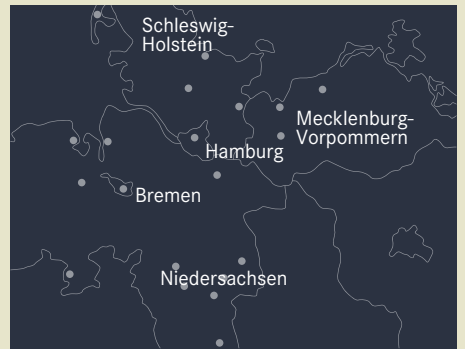 Schleswig-
Holstein
Mecklenburg-
Vorpommern
Hamburg
Bremen
Niedersachsen